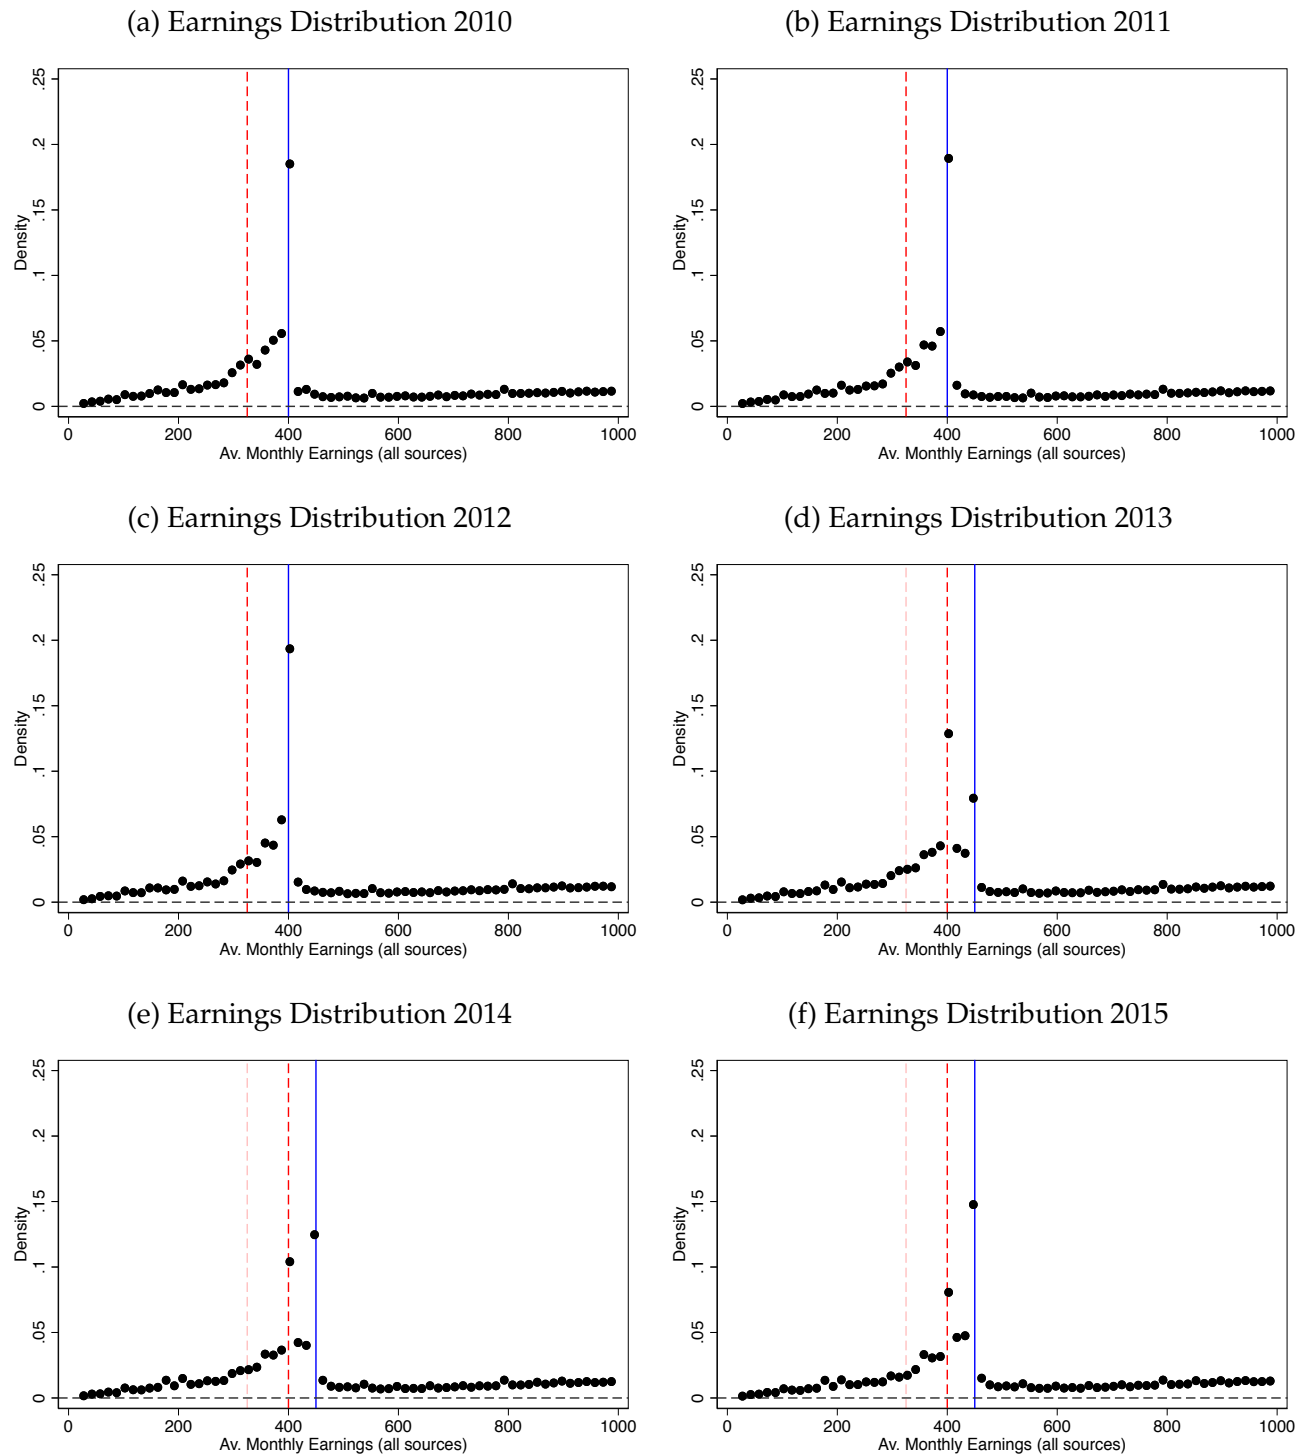 (a) Earnings Distribution 2010
.25
.2
.15
.1
.05
0
Density
0 200 400 600 800 1000
Av. Monthly Earnings (all sources)
(b) Earnings Distribution 2011
.25
.2
.15
.1
.05
0
Density
0 200 400 600 800 1000
Av. Monthly Earnings (all sources)
(c) Earnings Distribution 2012
.25
.2
.15
.1
.05
0
Density
0 200 400 600 800 1000
Av. Monthly Earnings (all sources)
(d) Earnings Distribution 2013
.25
.2
.15
.1
.05
0
Density
0 200 400 600 800 1000
Av. Monthly Earnings (all sources)
(e) Earnings Distribution 2014
.25
.2
.15
.1
.05
0
Density
0 200 400 600 800 1000
Av. Monthly Earnings (all sources)
(f) Earnings Distribution 2015
.25
.2
.15
.1
.05
0
Density
0 200 400 600 800 1000
Av. Monthly Earnings (all sources)